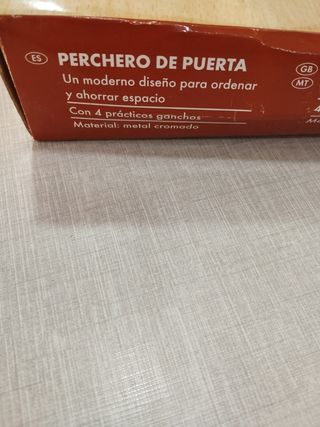 ES PERCHERO DE PUERTA
Un moderno diseño para ordenar
y ahorrar espacio
Con 4 prácticos ganchos
Material: metal cromado
GB
MT
4